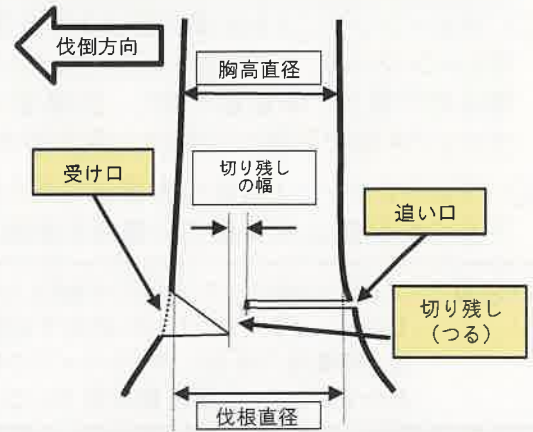 伐倒方向
胸高直径
受け口
切り残し
の幅
追い口
切り残し
（つる）
伐根直径